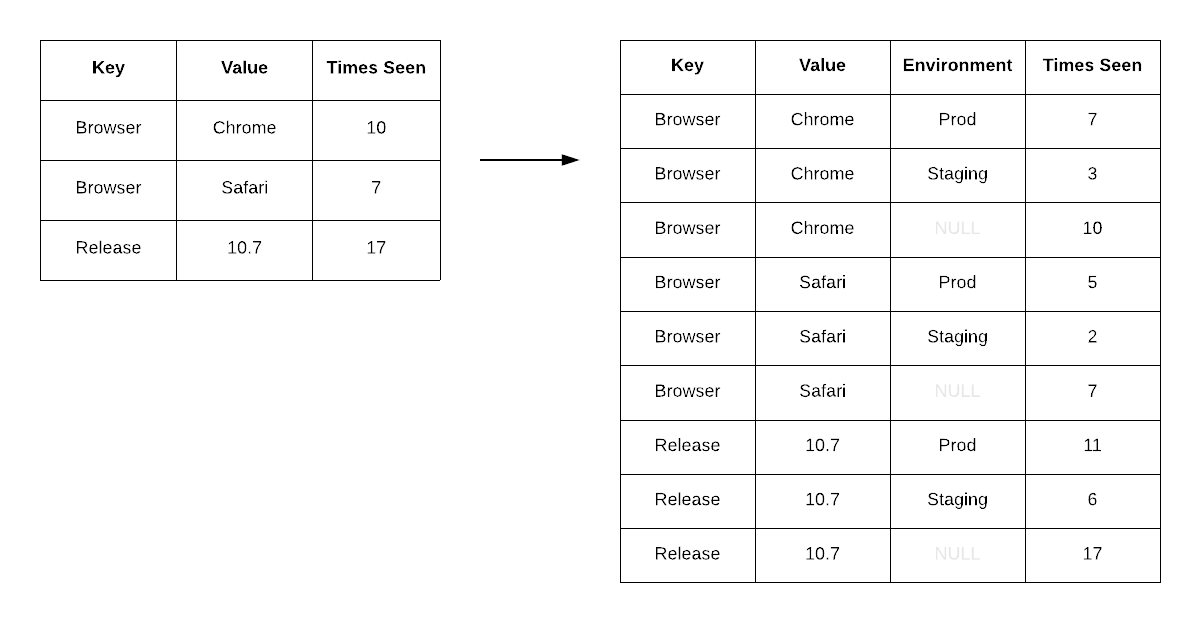 Key Value Times Seen
Browser Chrome 10
Browser Safari 7
Release 10.7 17
Key Value Environment Times Seen
Browser Chrome Prod 7
Browser Chrome Staging 3
Browser Chrome NULL 10
Browser Safari Prod 5
Browser Safari Staging 2
Browser Safari NULL 7
Release 10.7 Prod 11
Release 10.7 Staging 6
Release 10.7 NULL 17